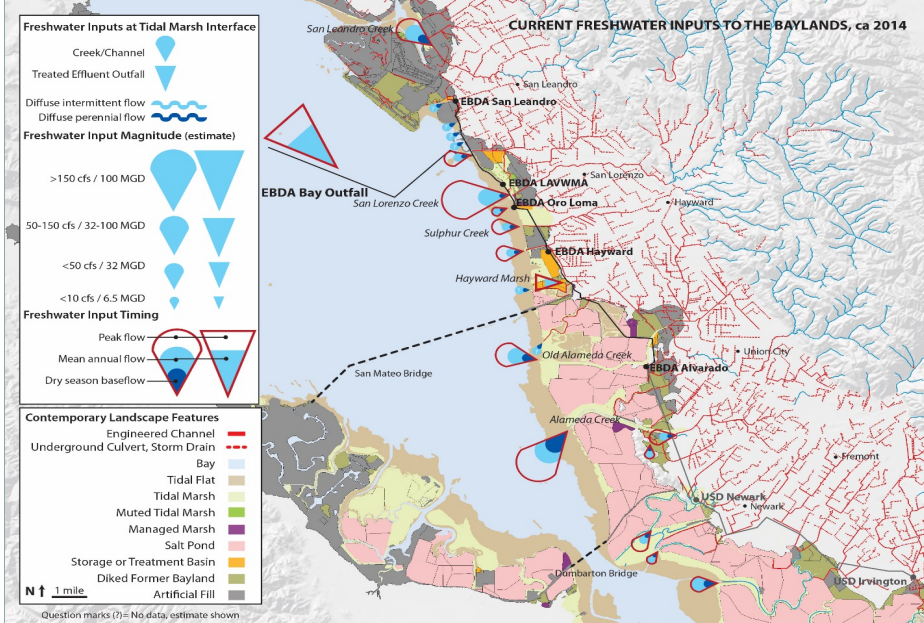 CURRENT FRESHWATER INPUTS TO THE BAYLANDS, ca 2014
Freshwater Inputs at Tidal Marsh Interface
Creek/Channel
Treated Effluent Outfall
Diffuse intermittent flow
Diffuse perennial flow
Freshwater Input Magnitude (estimate)
>150 cfs / 100 MGD
50-150 cfs / 32-100 MGD
<50 cfs / 32 MGD
<10 cfs / 6.5 MGD
Freshwater Input Timing
Peak flow
Mean annual flow
Dry season baseflow
Contemporary Landscape Features
Engineered Channel
Underground Culvert, Storm Drain
Bay
Tidal Flat
Tidal Marsh
Muted Tidal Marsh
Managed Marsh
Salt Pond
Storage or Treatment Basin
Diked Former Bayland
Artificial Fill
N
1 mile
Question marks (?)= No data, estimate shown
San Leandro Creek
San Leandro
EBDA San Leandro
EBDA Bay Outfall
EBDA LAVWMA
San Lorenzo
San Lorenzo Creek
EBDA Oro Loma
Hayward
Sulphur Creek
EBDA Hayward
Hayward Marsh
San Mateo Bridge
Old Alameda Creek
Union City
EBDA Alvarado
Alameda Creek
Fremont
USD Newark
Newark
Dumbarton Bridge
USD Irvington